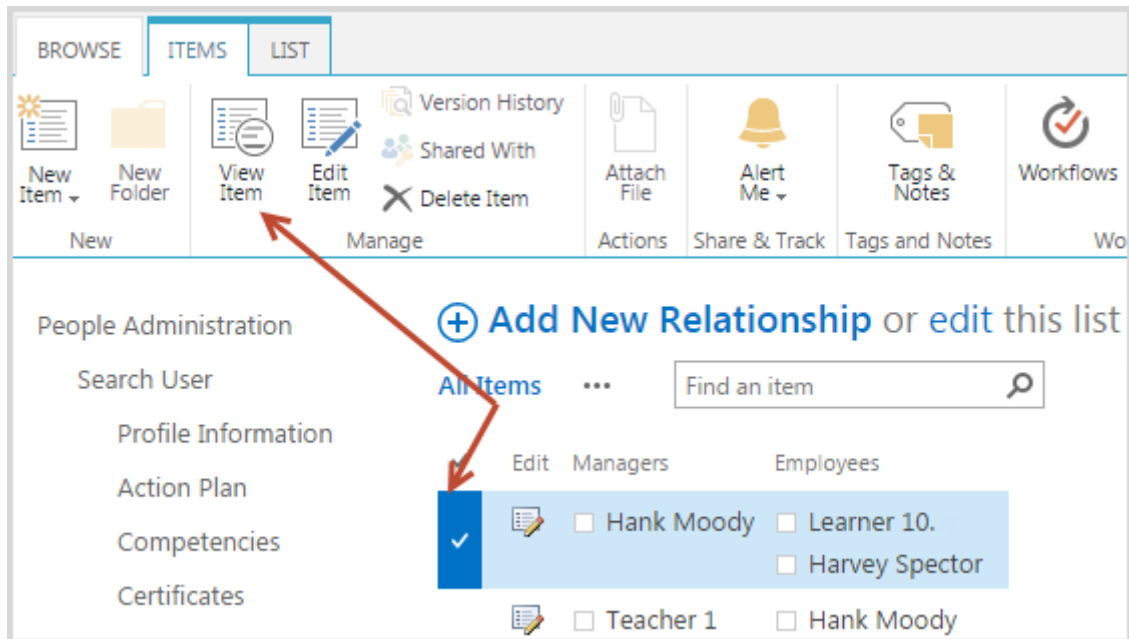 BROWSE ITEMS LIST
New Item
New Folder
View Item
Edit Item
Version History
Shared With
Delete Item
Attach File
Alert Me
Tags & Notes
Workflows
New Manage Actions Share & Track Tags and Notes Wo
People Administration
Search User
Profile Information
Action Plan
Competencies
Certificates
Add New Relationship or edit this list
All Items ••• Find an item
Edit Managers Employees
Hank Moody Learner 10.
Harvey Spector
Teacher 1 Hank Moody